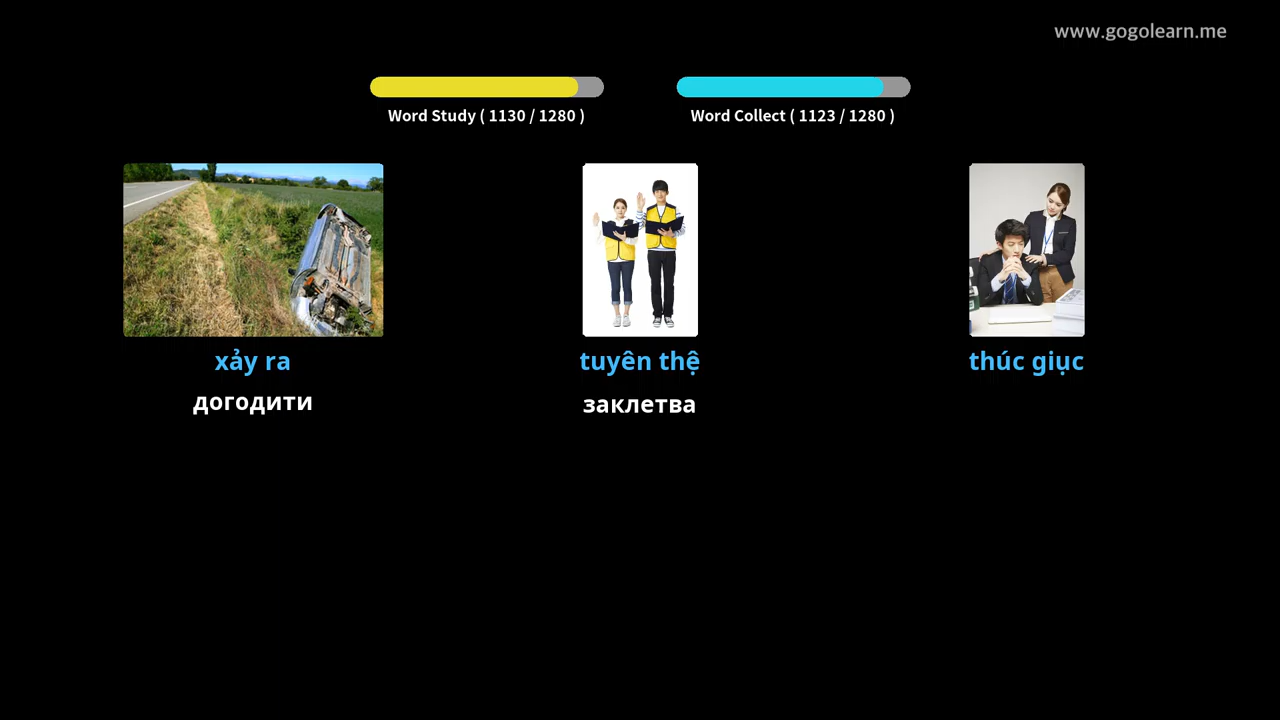 www.gogolearn.me
Word Study ( 1130 / 1280 )
Word Collect ( 1123 / 1280 )
xảy ra
tuyên thệ
thúc giục
догодити
заклетва